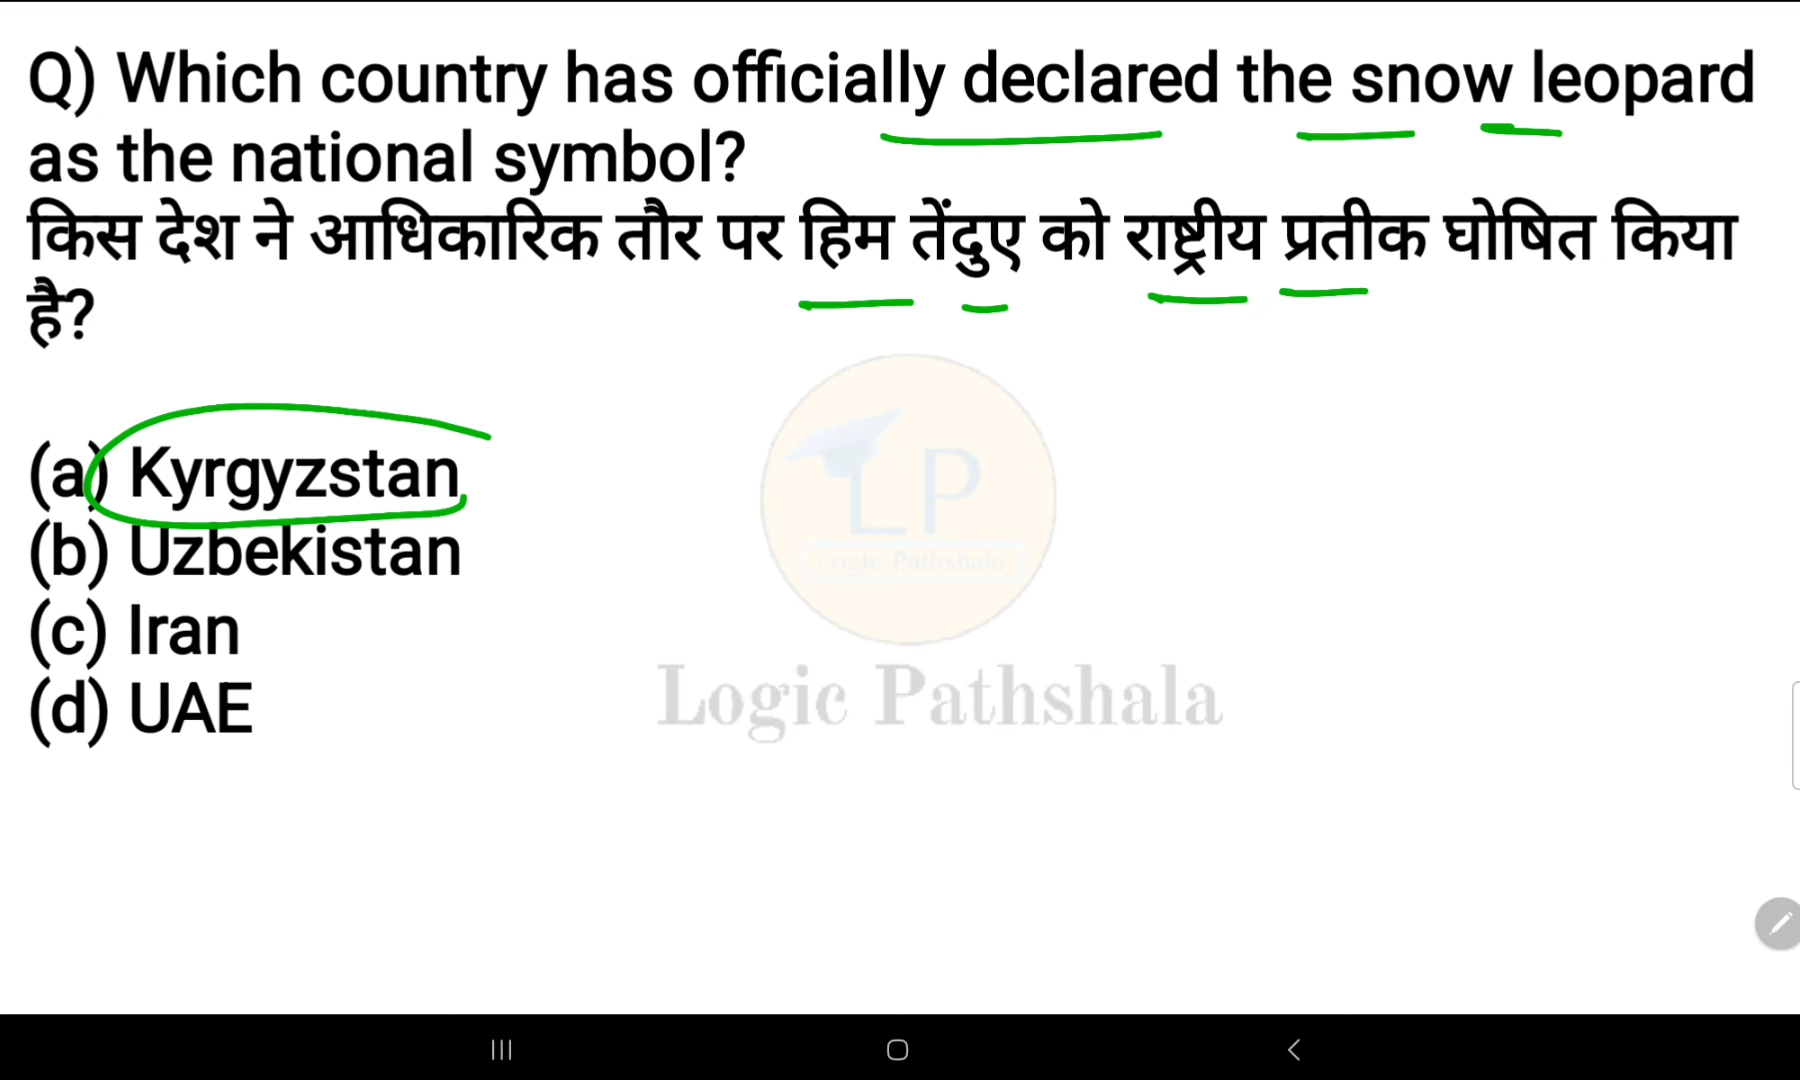 Q) Which country has officially declared the snow leopard
as the national symbol?
किस देश ने आधिकारिक तौर पर हिम तेंदुए को राष्ट्रीय प्रतीक घोषित किया
है?
(a) Kyrgyzstan
(b) Uzbekistan
(c) Iran
(d) UAE
LP
Logic Pathshala
Logic Pathshala